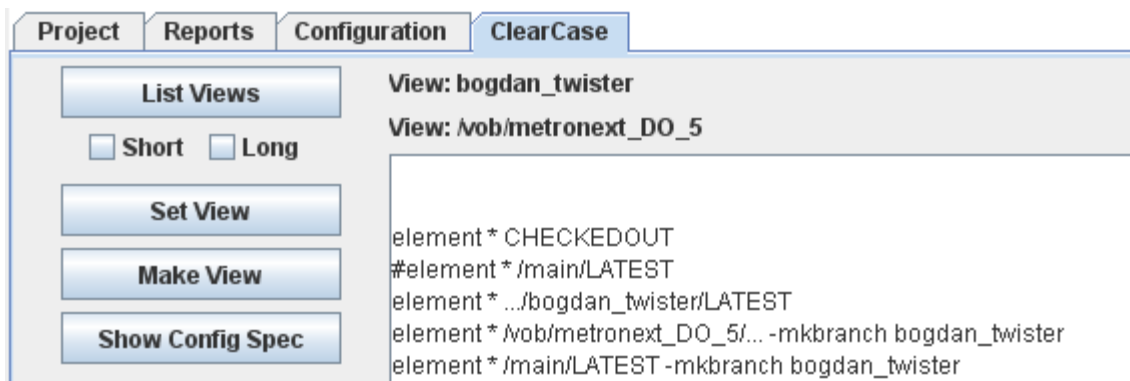 Project Reports Configuration ClearCase
List Views
Short Long
Set View
Make View
Show Config Spec
View: bogdan_twister
View: /vob/metronext_DO_5
element * CHECKEDOUT
#element * /main/LATEST
element * .../bogdan_twister/LATEST
element * /vob/metronext_DO_5/... -mkbranch bogdan_twister
element * /main/LATEST -mkbranch bogdan_twister